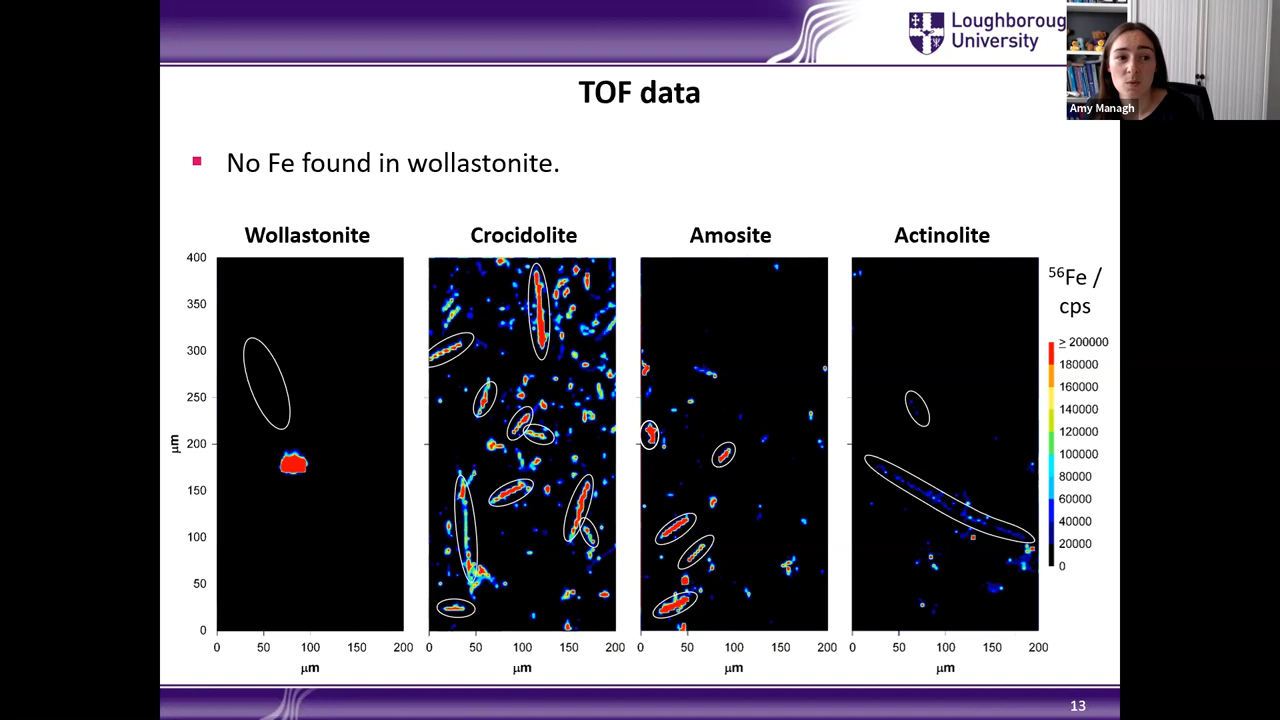 Loughboroug
University
Amy Managh
TOF data
No Fe found in wollastonite.
Wollastonite
Crocidolite
Amosite
Actinolite
56Fe /
cps
≥ 200000
180000
160000
140000
120000
100000
80000
60000
40000
20000
0
400
350
300
250
200
150
100
50
0
μm
0 50 100 150 200
μm
0 50 100 150 200
μm
0 50 100 150 200
μm
0 50 100 150 200
μm
13